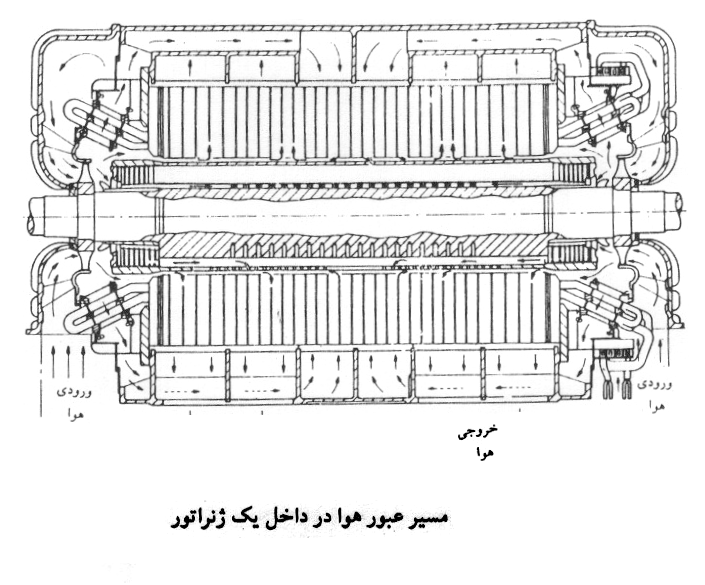 ورودی
هوا
ورودی
هوا
خروجی
هوا
مسیر عبور هوا در داخل یک ژنراتور